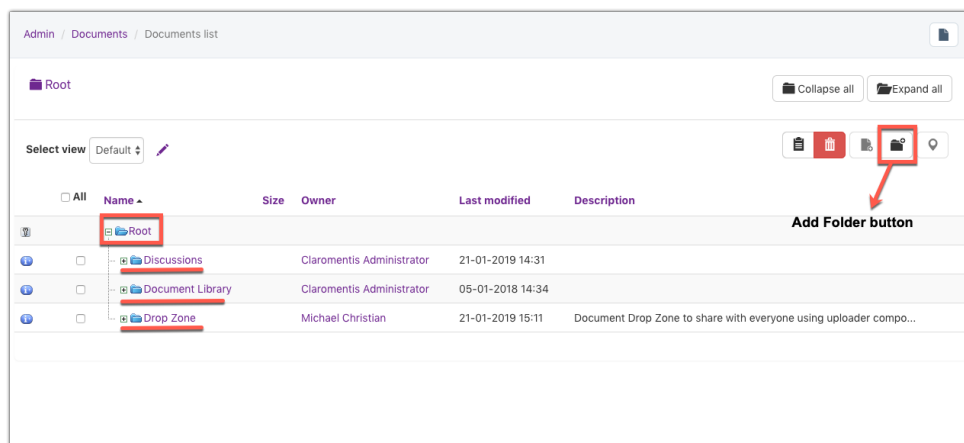 Admin / Documents / Documents list
Root
Collapse all Expand all
Select view Default
All Name Size Owner Last modified Description
Add Folder button
Root
Discussions Claromentis Administrator 21-01-2019 14:31
Document Library Claromentis Administrator 05-01-2018 14:34
Drop Zone Michael Christian 21-01-2019 15:11 Document Drop Zone to share with everyone using uploader compo...